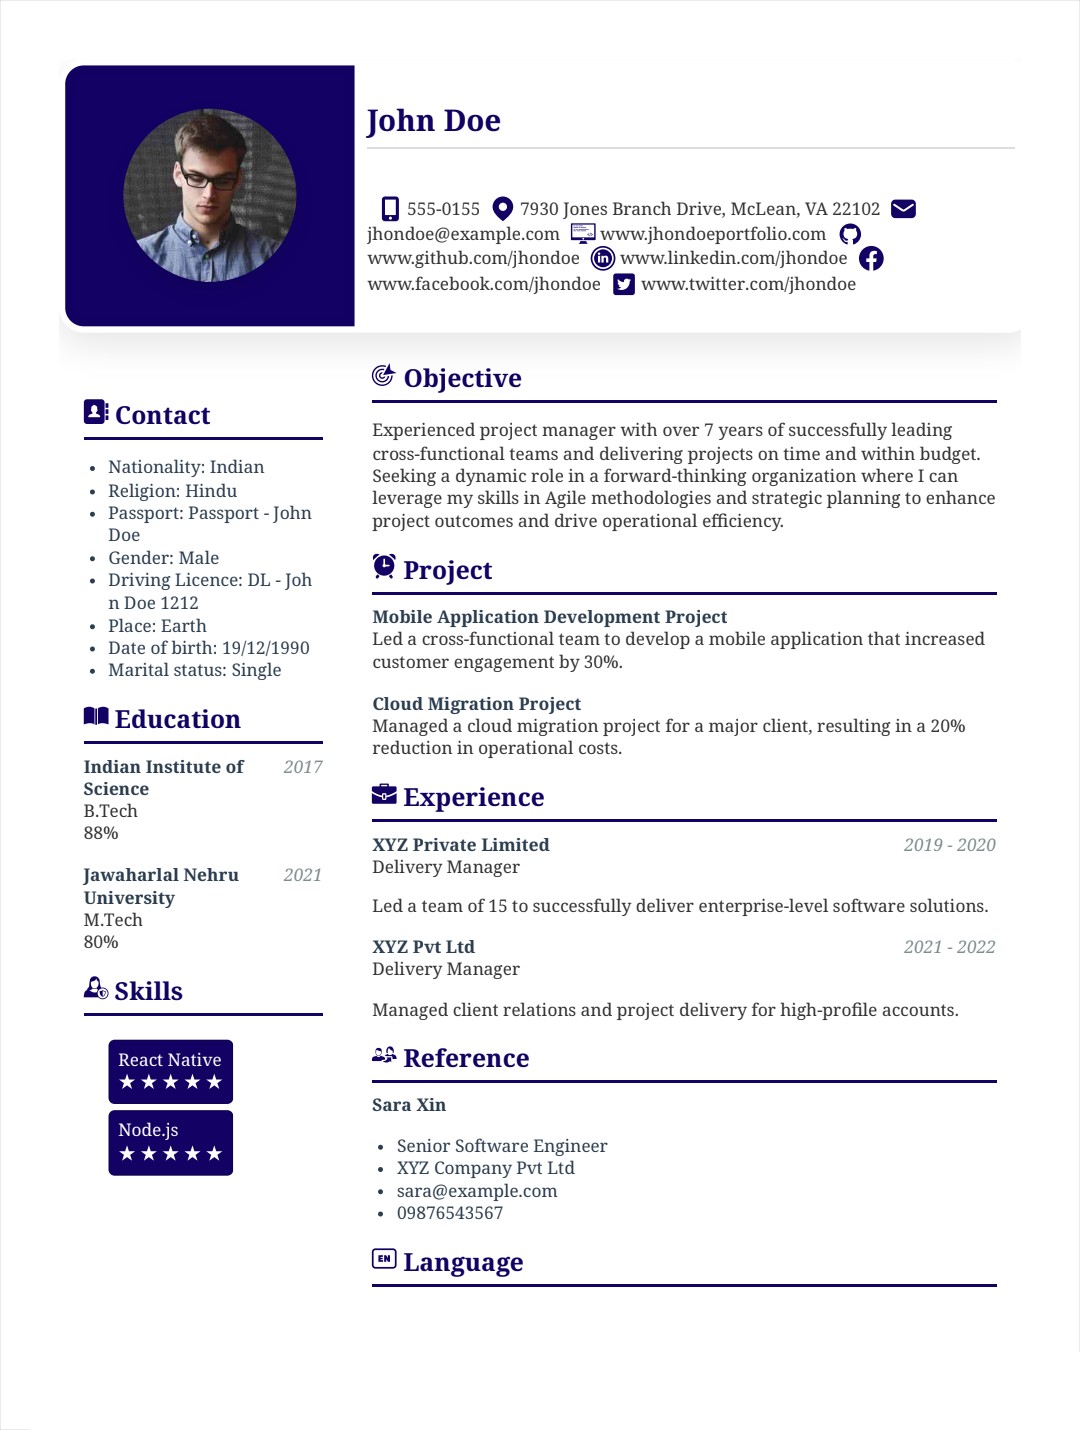 John Doe
555-0155 7930 Jones Branch Drive, McLean, VA 22102
jhondoe@example.com www.jhondoeportfolio.com
www.github.com/jhondoe www.linkedin.com/jhondoe
www.facebook.com/jhondoe www.twitter.com/jhondoe
Contact
• Nationality: Indian
• Religion: Hindu
• Passport: Passport - John
Doe
• Gender: Male
• Driving Licence: DL - Joh
n Doe 1212
• Place: Earth
• Date of birth: 19/12/1990
• Marital status: Single
Education
Indian Institute of 2017
Science
B.Tech
88%
Jawaharlal Nehru 2021
University
M.Tech
80%
Skills
React Native
★★★★★
Node.js
★★★★★
Objective
Experienced project manager with over 7 years of successfully leading
cross-functional teams and delivering projects on time and within budget.
Seeking a dynamic role in a forward-thinking organization where I can
leverage my skills in Agile methodologies and strategic planning to enhance
project outcomes and drive operational efficiency.
Project
Mobile Application Development Project
Led a cross-functional team to develop a mobile application that increased
customer engagement by 30%.
Cloud Migration Project
Managed a cloud migration project for a major client, resulting in a 20%
reduction in operational costs.
Experience
XYZ Private Limited 2019 - 2020
Delivery Manager
Led a team of 15 to successfully deliver enterprise-level software solutions.
XYZ Pvt Ltd 2021 - 2022
Delivery Manager
Managed client relations and project delivery for high-profile accounts.
Reference
Sara Xin
• Senior Software Engineer
• XYZ Company Pvt Ltd
• sara@example.com
• 09876543567
EN Language